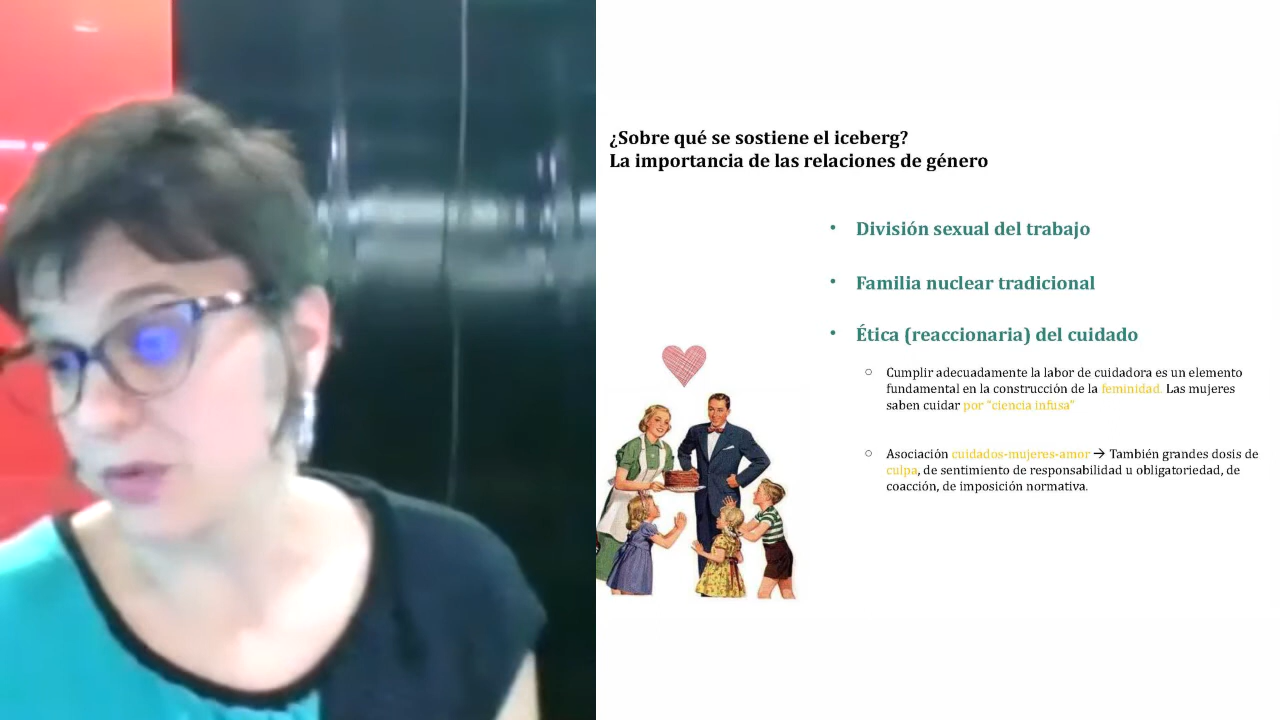 ¿Sobre qué se sostiene el iceberg?
La importancia de las relaciones de género
• División sexual del trabajo
• Familia nuclear tradicional
• Ética (reaccionaria) del cuidado
○ Cumplir adecuadamente la labor de cuidadora es un elemento
fundamental en la construcción de la feminidad. Las mujeres
saben cuidar por "ciencia infusa"
○ Asociación cuidados-mujeres-amor → También grandes dosis de
culpa, de sentimiento de responsabilidad u obligatoriedad, de
coacción, de imposición normativa.